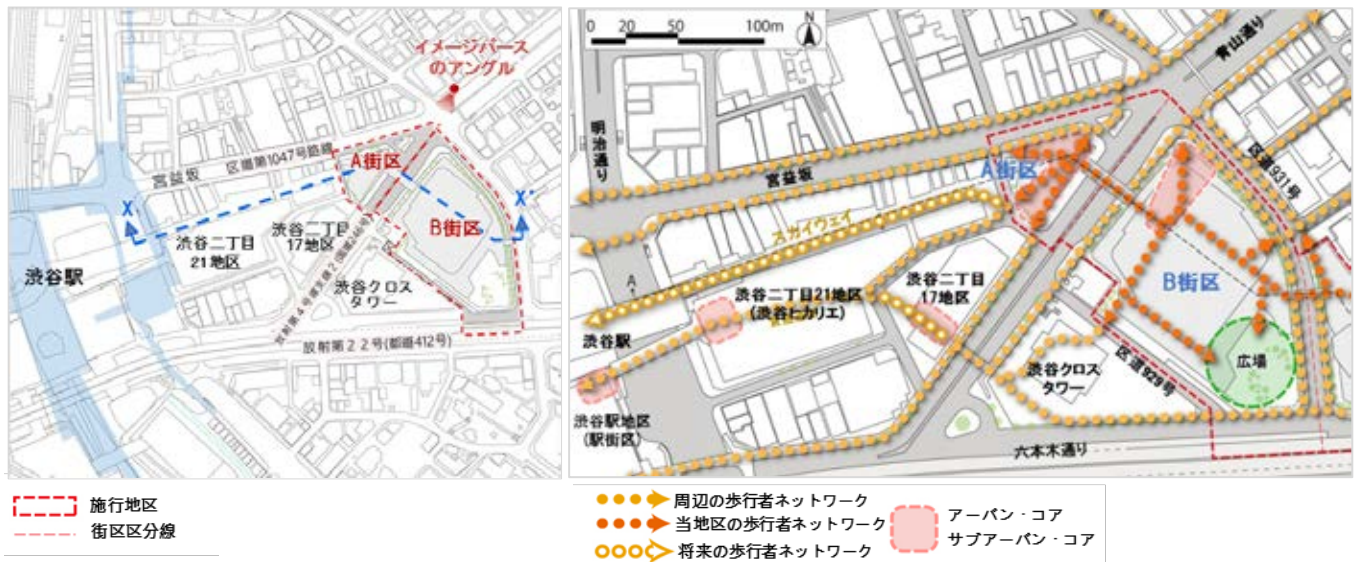 イメージパース
のアングル
区道第1047号路線
宮益坂
A街区
B街区
X
X'
渋谷二丁目
21地区
渋谷二丁目
17地区
渋谷駅
渋谷クロス
タワー
放射第22号(都道412号)
施行地区
街区区分線
0 20 50 100m
N
青山通り
明治通り
宮益坂
A街区
区道931号
スカイウェイ
B街区
渋谷二丁目21地区
(渋谷ヒカリエ)
渋谷二丁目
17地区
渋谷駅
渋谷クロス
タワー
区道929号
広場
渋谷駅地区
(駅街区)
六本木通り
周辺の歩行者ネットワーク
当地区の歩行者ネットワーク
将来の歩行者ネットワーク
アーバン・コア
サブアーバン・コア